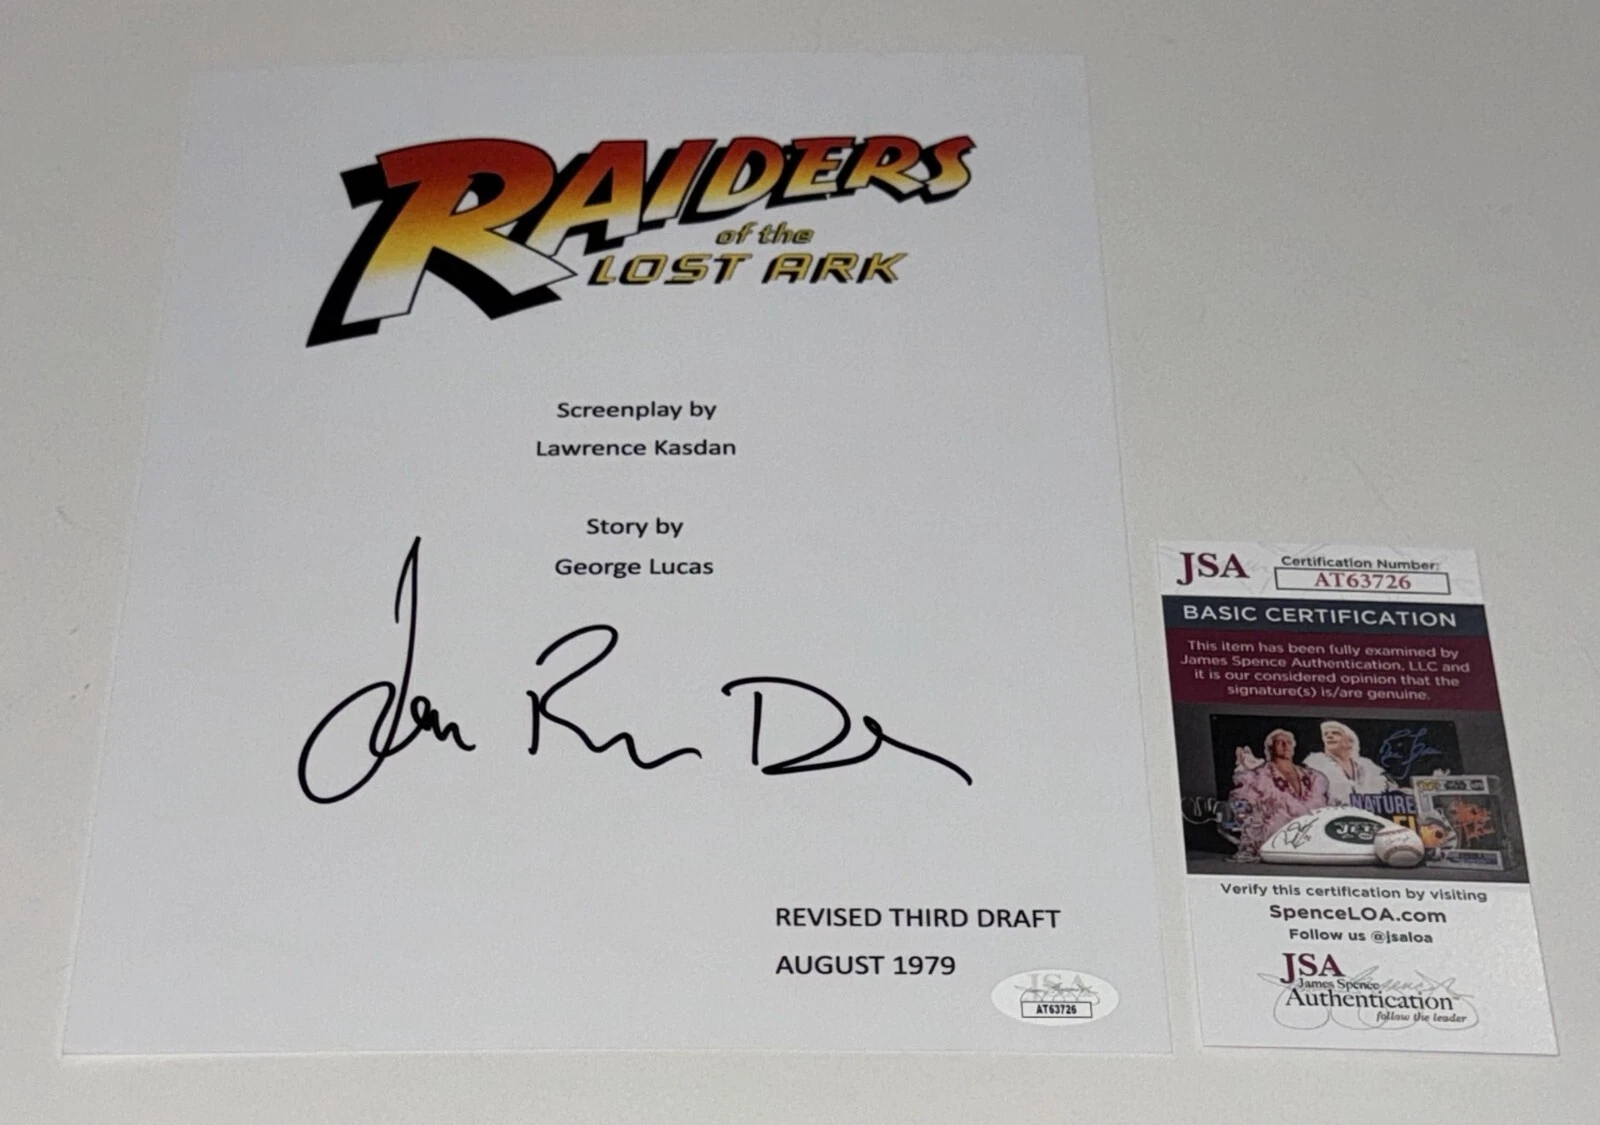 RAIDERS
of the
LOST ARK
Screenplay by
Lawrence Kasdan
Story by
George Lucas
REVISED THIRD DRAFT
AUGUST 1979
JSA
AT63726
JSA
Certification Number:
AT63726
BASIC CERTIFICATION
This item has been fully examined by
James Spence Authentication, LLC and
it is our considered opinion that the
signature(s) is/are genuine.
NATURE
JETS
Verify this certification by visiting
SpenceLOA.com
Follow us @jsaloa
JSA
James Spence
Authentication
follow the leader